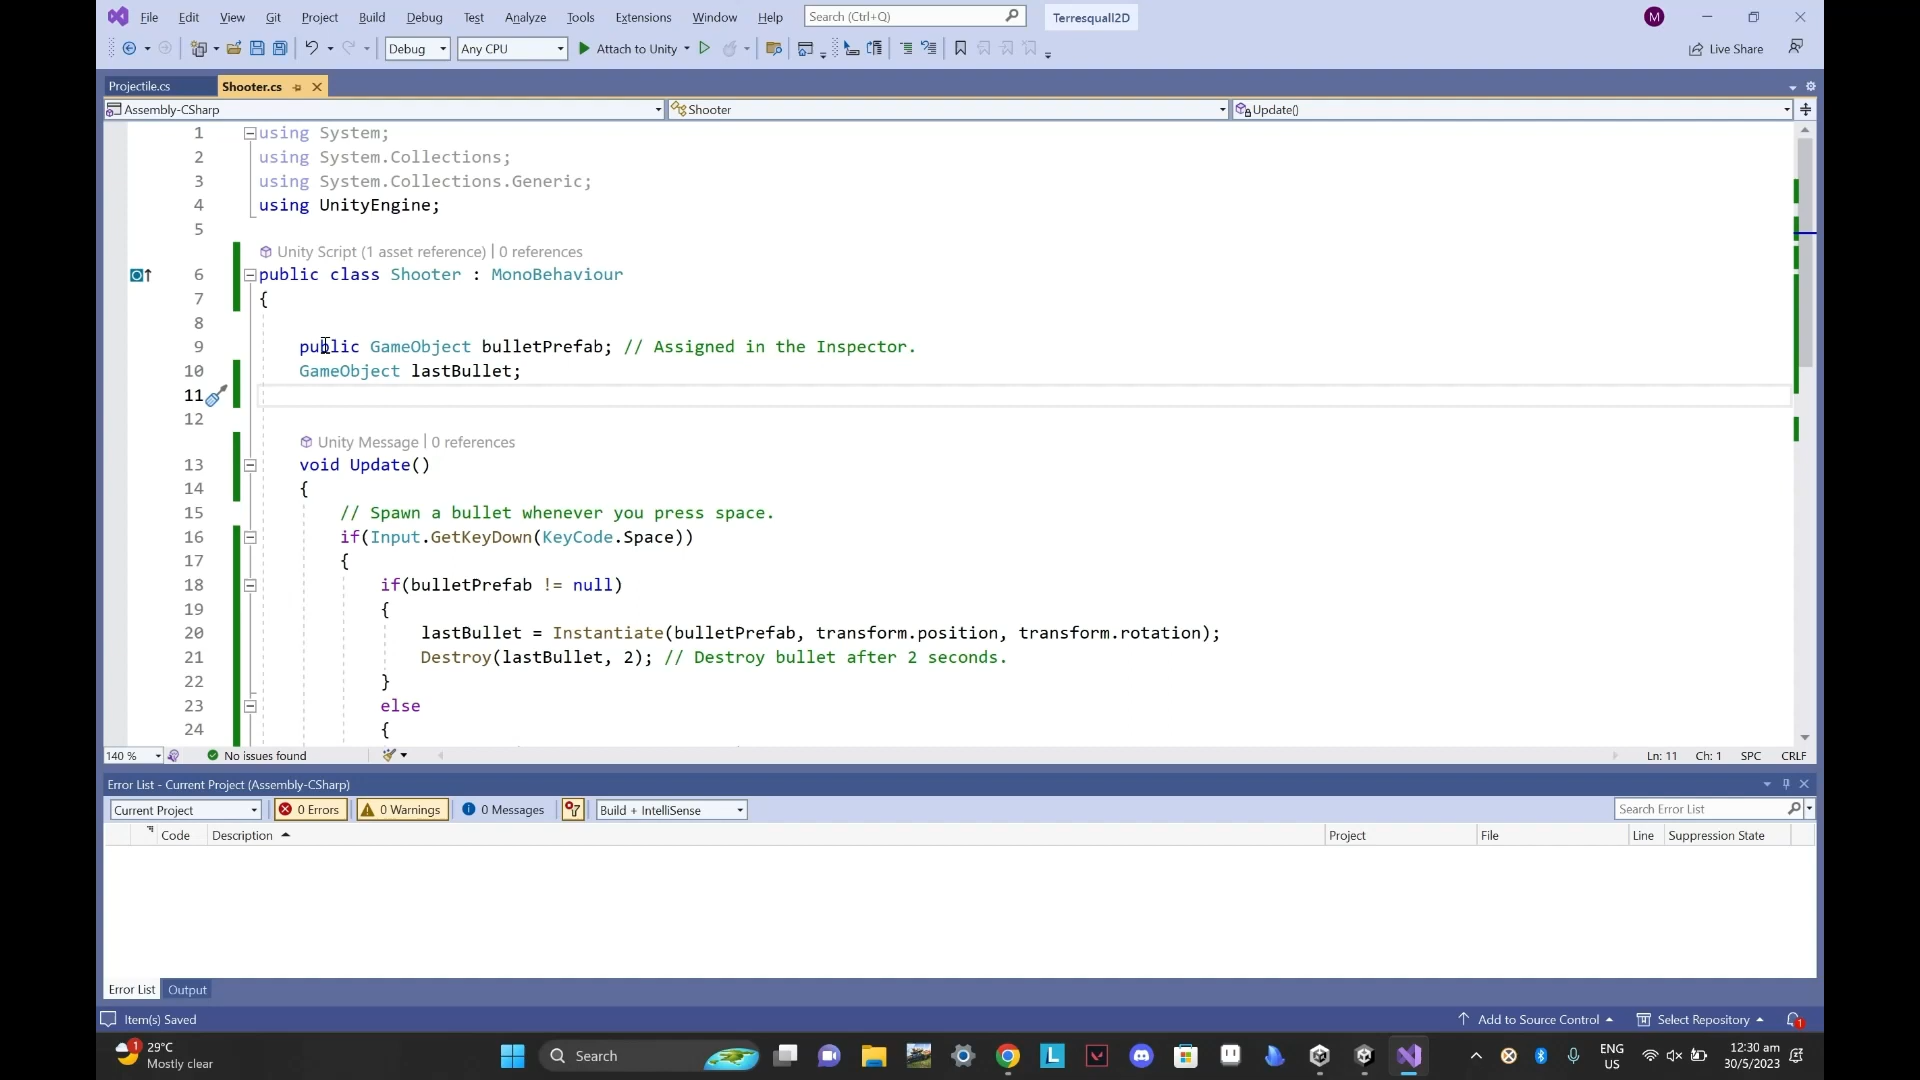 File Edit View Git Project Build Debug Test Analyze Tools Extensions Window Help Search (Ctrl+Q) Terresquall2D M
Debug Any CPU Attach to Unity Live Share
Projectile.cs Shooter.cs
Assembly-CSharp Shooter Update()
1 using System;
2 using System.Collections;
3 using System.Collections.Generic;
4 using UnityEngine;
5
Unity Script (1 asset reference) | 0 references
6 public class Shooter : MonoBehaviour
7 {
8
9 public GameObject bulletPrefab; // Assigned in the Inspector.
10 GameObject lastBullet;
11
12
Unity Message | 0 references
13 void Update()
14 {
15 // Spawn a bullet whenever you press space.
16 if(Input.GetKeyDown(KeyCode.Space))
17 {
18 if(bulletPrefab != null)
19 {
20 lastBullet = Instantiate(bulletPrefab, transform.position, transform.rotation);
21 Destroy(lastBullet, 2); // Destroy bullet after 2 seconds.
22 }
23 else
24 {
140 % No issues found Ln: 11 Ch: 1 SPC CRLF
Error List - Current Project (Assembly-CSharp)
Current Project 0 Errors 0 Warnings 0 Messages Build + IntelliSense Search Error List
Code Description Project File Line Suppression State
Error List Output
Item(s) Saved Add to Source Control Select Repository 1
1 29°C
Mostly clear
Search
L
ENG
US
12:30 am
30/5/2023